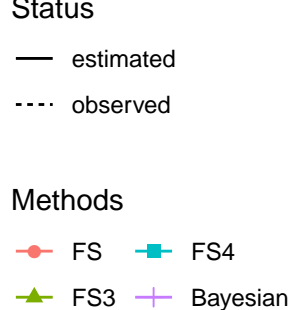 Status
estimated
observed
Methods
FS FS4
FS3 Bayesian